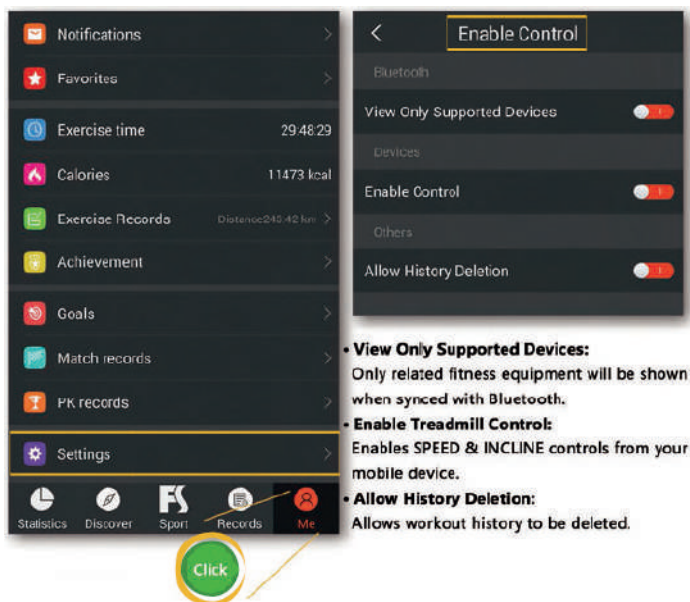 Notifications
Favorites
Exercise time 29:48:29
Calories 11473 kcal
Exercise Records Distance248.42 km
Achievement
Goals
Match records
PK records
Settings
Statistics Discover Sport Records Me
Click
Enable Control
Bluetooth
View Only Supported Devices
Devices
Enable Control
Others
Allow History Deletion
• View Only Supported Devices:
Only related fitness equipment will be shown
when synced with Bluetooth.
• Enable Treadmill Control:
Enables SPEED & INCLINE controls from your
mobile device.
• Allow History Deletion:
Allows workout history to be deleted.